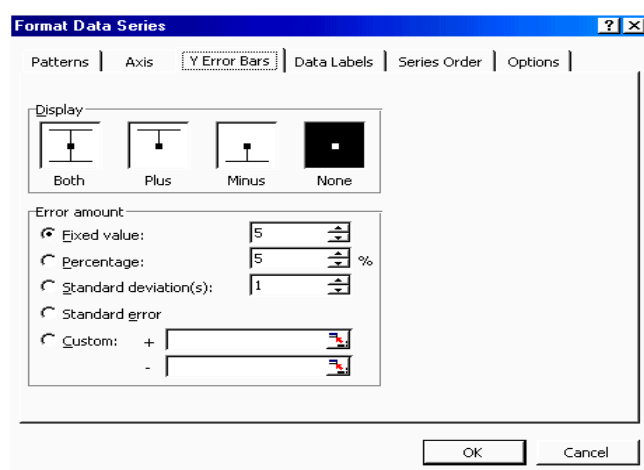 Format Data Series
Patterns Axis Y Error Bars Data Labels Series Order Options
Display
Both Plus Minus None
Error amount
Fixed value: 5
Percentage: 5 %
Standard deviation(s): 1
Standard error
Custom: +
-
OK Cancel